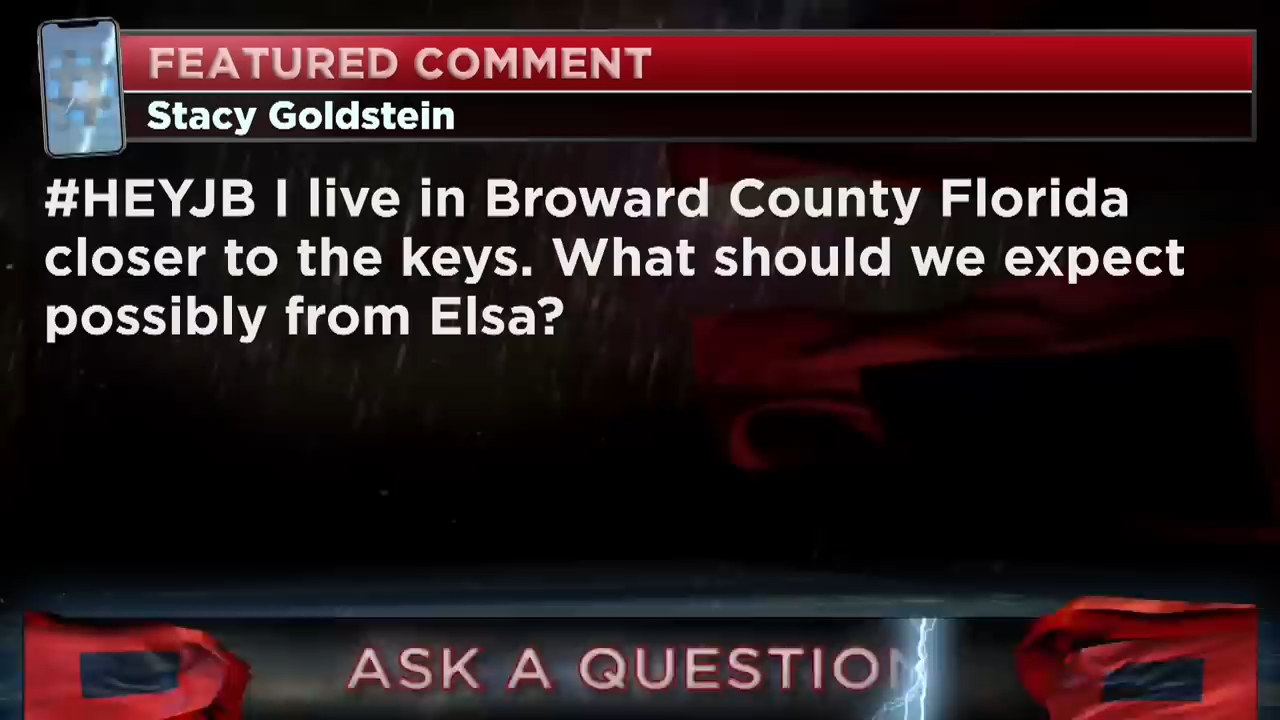 FEATURED COMMENT
Stacy Goldstein
#HEYJB I live in Broward County Florida
closer to the keys. What should we expect
possibly from Elsa?
ASK A QUESTION